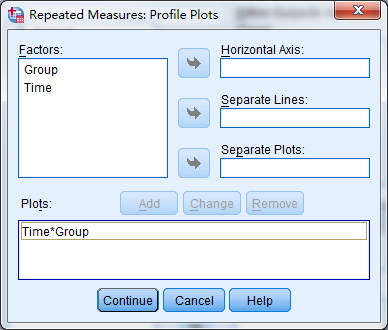 Repeated Measures: Profile Plots
Factors:
Group
Time
Horizontal Axis:
Separate Lines:
Separate Plots:
Plots:
Add
Change
Remove
Time*Group
Continue
Cancel
Help